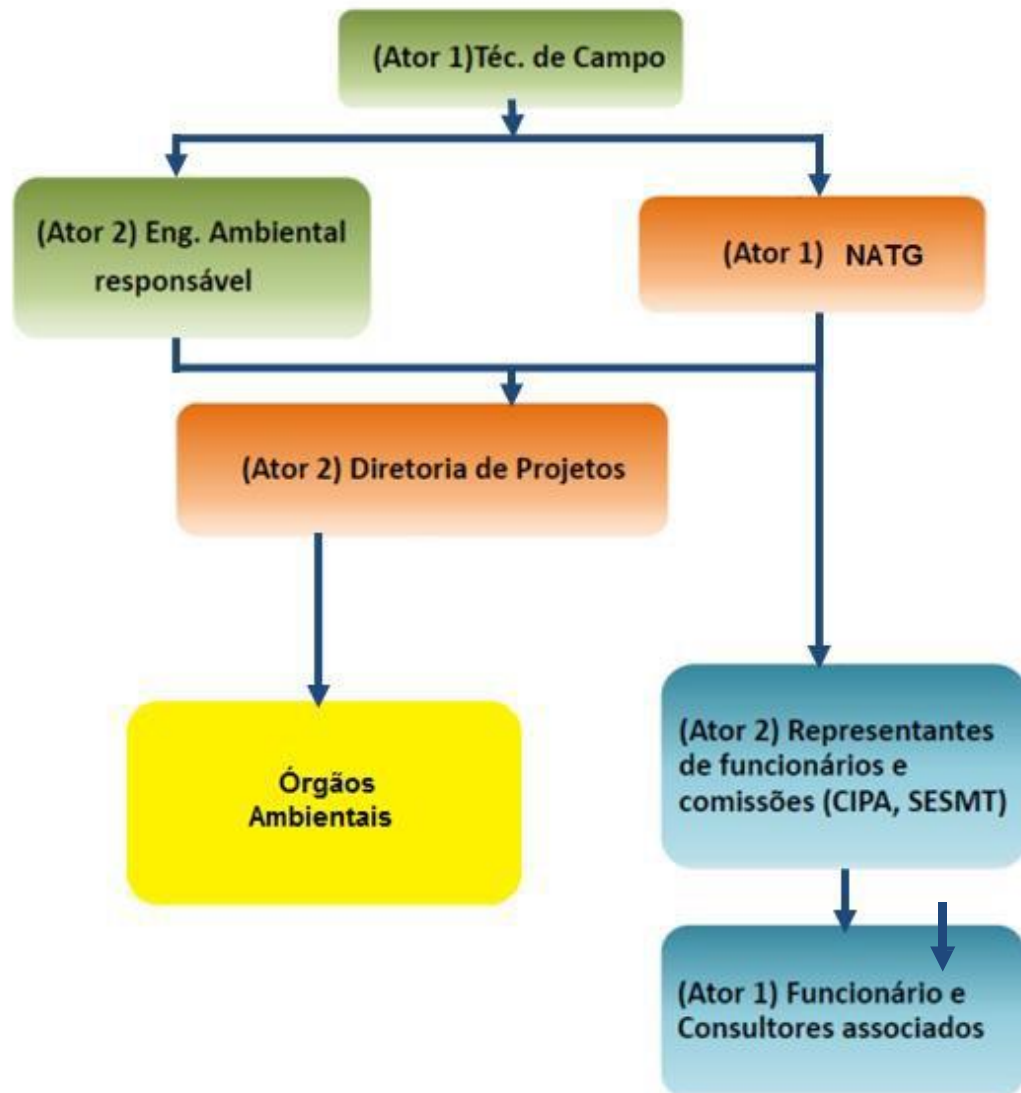 (Ator 1)Téc. de Campo
(Ator 2) Eng. Ambiental
responsável
(Ator 1) NATG
(Ator 2) Diretoria de Projetos
Órgãos
Ambientais
(Ator 2) Representantes
de funcionários e
comissões (CIPA, SESMT)
(Ator 1) Funcionário e
Consultores associados